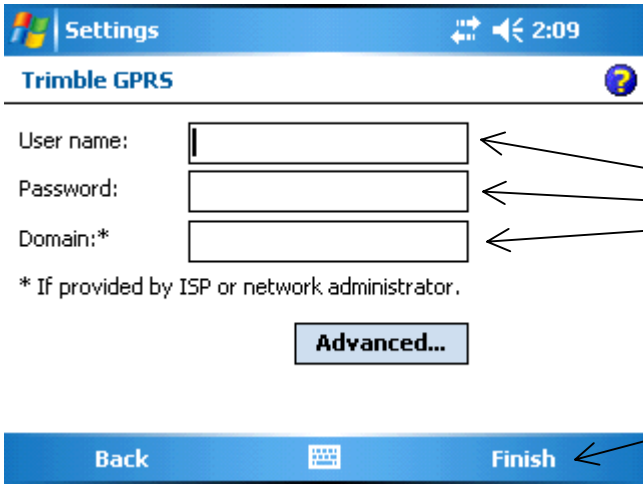 Settings 2:09
Trimble GPRS ?
User name:
Password:
Domain:*
* If provided by ISP or network administrator.
Advanced...
Back Finish